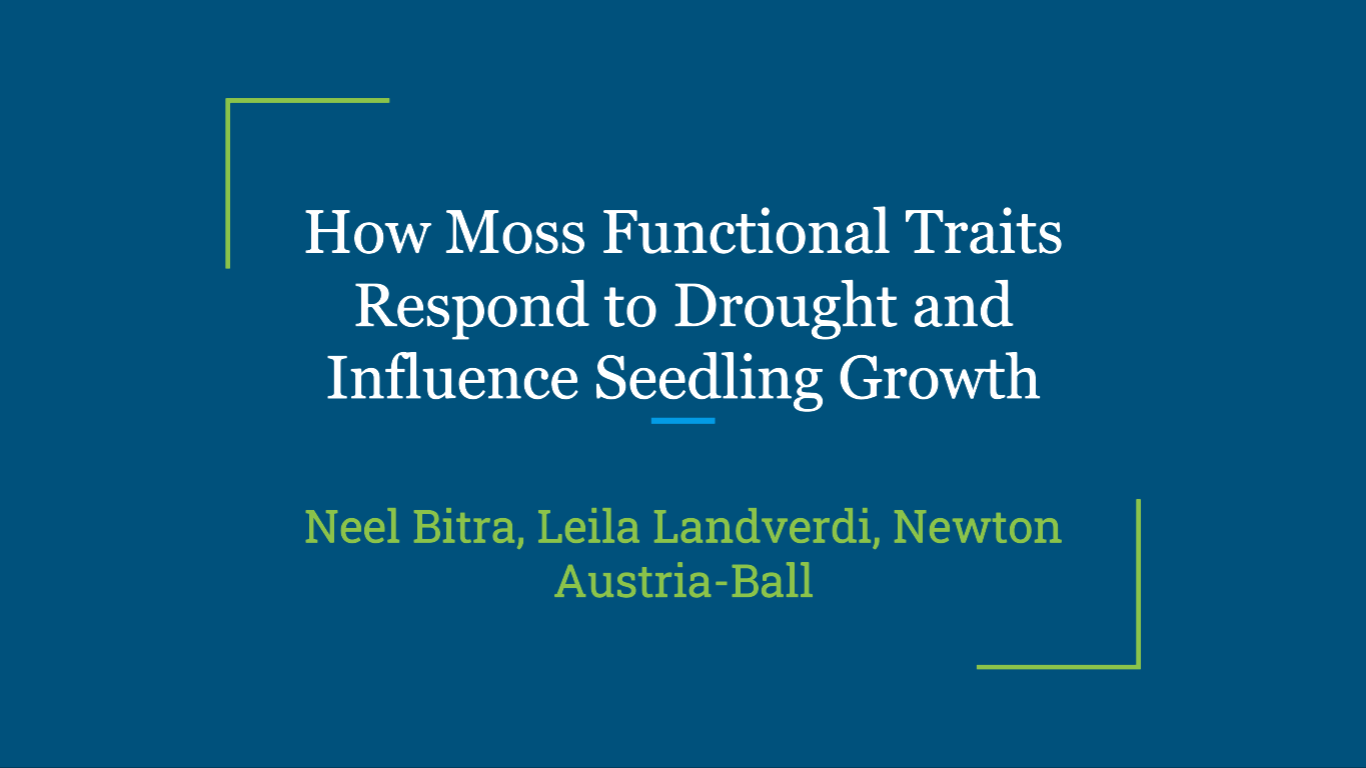 How Moss Functional Traits
Respond to Drought and
Influence Seedling Growth
Neel Bitra, Leila Landverdi, Newton
Austria-Ball